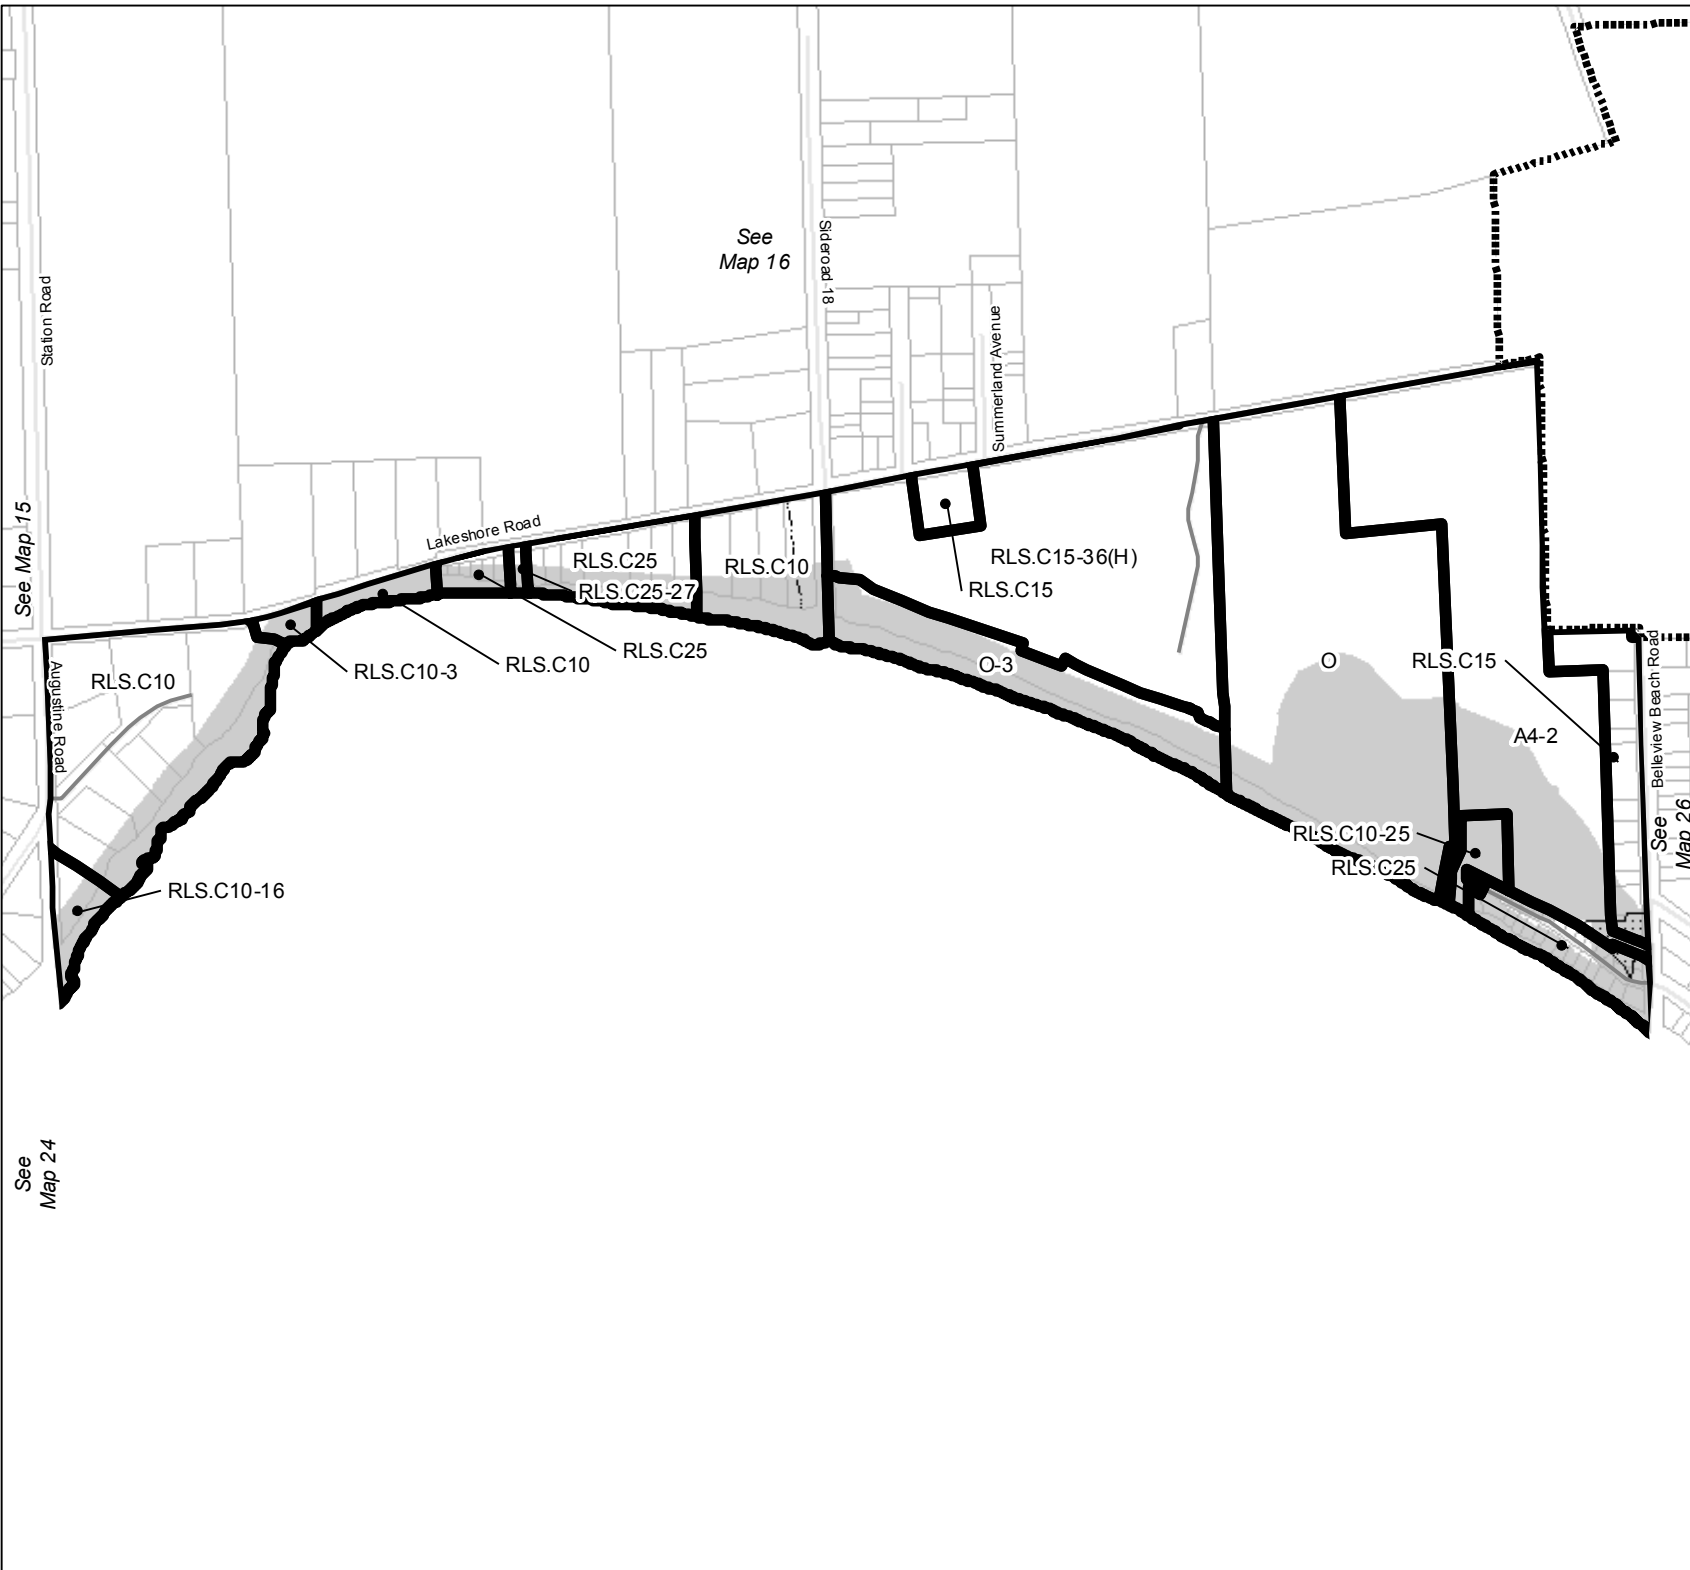 See
Map 16
Sideroad 18
Station Road
Summerland Avenue
See Map 15
Lakeshore Road
RLS.C25
RLS.C10
RLS.C15-36(H)
RLS.C15
RLS.C25-27
RLS.C25
RLS.C10
RLS.C10-3
O-3
O
RLS.C15
RLS.C10
Augustine Road
Belleview Beach Road
A4-2
See
Map 26
RLS.C10-25
RLS.C25
RLS.C10-16
See
Map 24